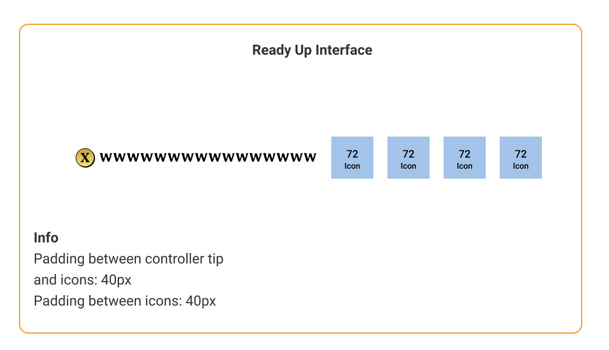 Ready Up Interface
X WWWWWWWWWWWWWWWW 72 72 72 72
Icon Icon Icon Icon
Info
Padding between controller tip
and icons: 40px
Padding between icons: 40px